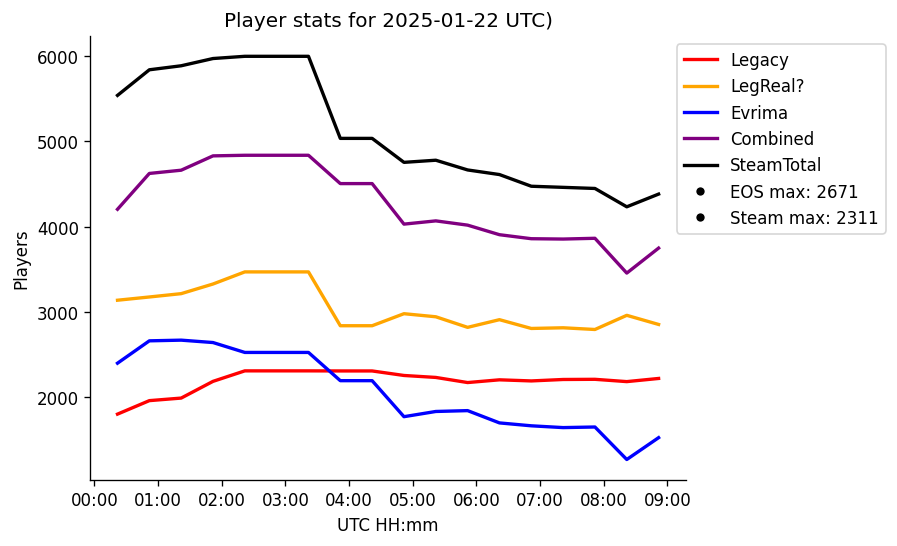 Player stats for 2025-01-22 UTC)
Legacy
LegReal?
Evrima
Combined
SteamTotal
EOS max: 2671
Steam max: 2311
Players
6000
5000
4000
3000
2000
00:00 01:00 02:00 03:00 04:00 05:00 06:00 07:00 08:00 09:00
UTC HH:mm